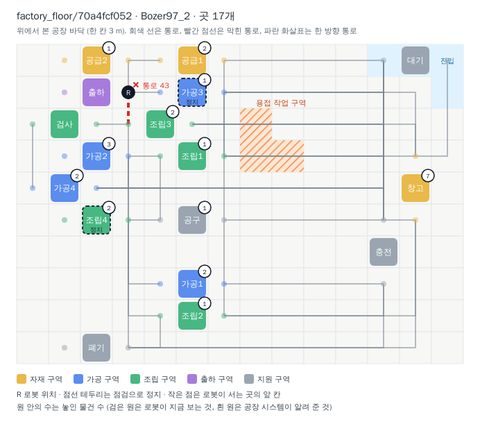 factory_floor/70a4fcf052 · Bozer97_2 · 곳 17개
위에서 본 공장 바닥 (한 칸 3 m). 회색 선은 통로, 빨간 점선은 막힌 통로, 파란 화살표는 한 방향 통로
1 2
공급2 공급1 대기 진입
✕ 통로 43 1
출하 R 가공3
정지
2 용접 작업 구역
검사 조립3
3 1
가공2 조립1
2 7
가공4 창고
2 1
조립4 공구
정지
충전
2
가공1
1
조립2
폐기
자재 구역 가공 구역 조립 구역 출하 구역 지원 구역
R 로봇 위치 · 점선 테두리는 점검으로 정지 · 작은 점은 로봇이 서는 곳의 앞 칸
원 안의 수는 놓인 물건 수 (검은 원은 로봇이 지금 보는 것, 흰 원은 공장 시스템이 알려 준 것)